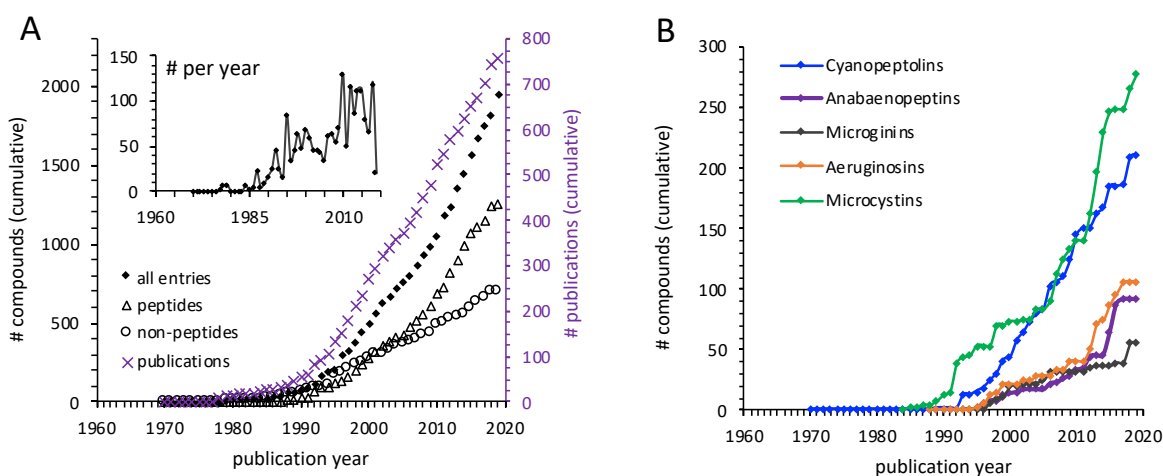 A
# compounds (cumulative)
2000
1500
1000
500
0
1960
1970
1980
1990
2000
2010
2020
publication year
800
700
600
500
400
300
200
100
0
# publications (cumulative)
# per year
150
100
50
0
1960
1985
2010
all entries
peptides
non-peptides
publications
B
# compounds (cumulative)
300
250
200
150
100
50
0
1960
1970
1980
1990
2000
2010
2020
publication year
Cyanopeptolins
Anabaenopeptins
Microginins
Aeruginosins
Microcystins